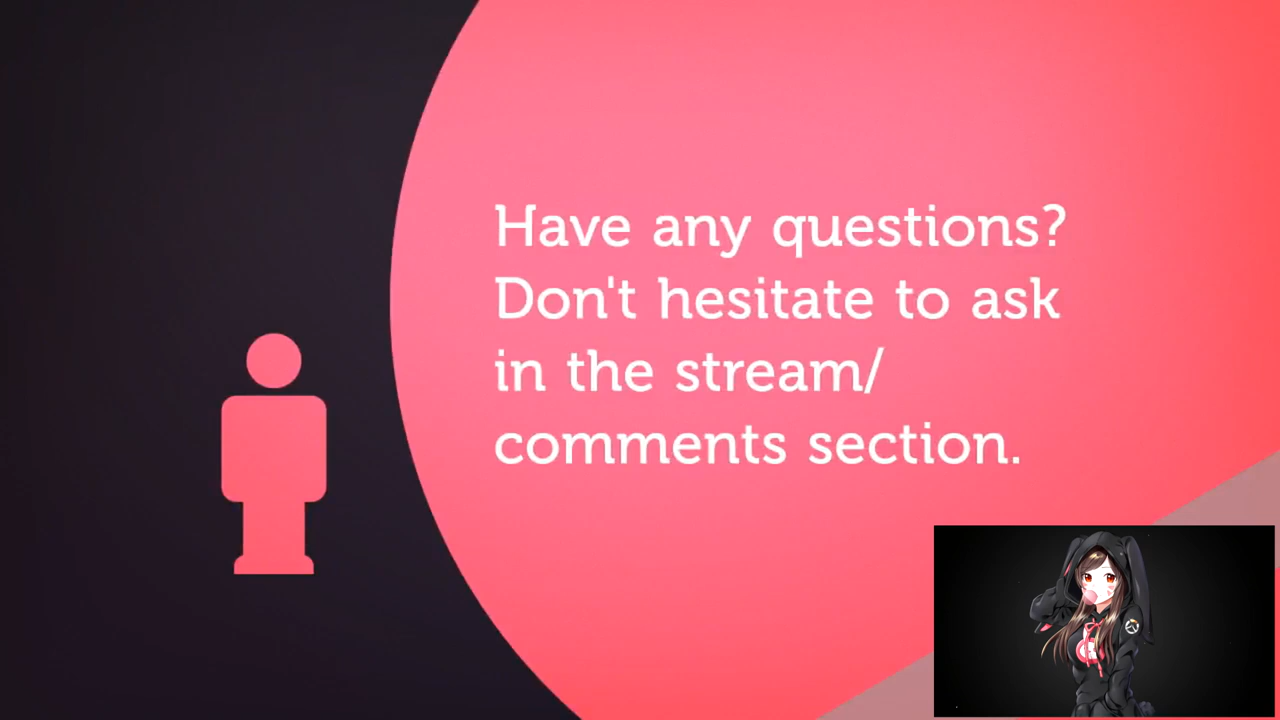 Have any questions?
Don't hesitate to ask
in the stream/
comments section.